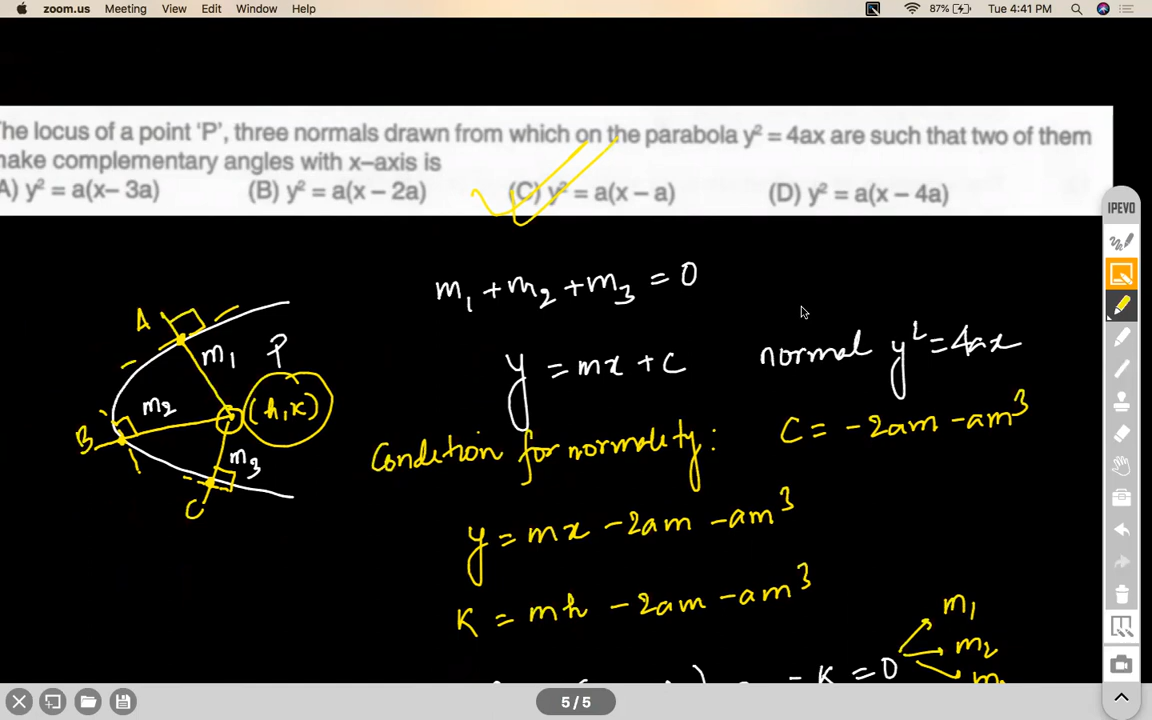 zoom.us Meeting View Edit Window Help 87% Tue 4:41 PM
he locus of a point 'P', three normals drawn from which on the parabola y² = 4ax are such that two of them
ake complementary angles with x–axis is
A) y² = a(x– 3a) (B) y² = a(x – 2a) (C) y² = a(x – a) (D) y² = a(x – 4a)
IPEVO
m₁ + m₂ + m₃ = 0
y = mx + c normal y² = 4ax
A m₁ P
m₂ (h,k)
B m₃
C
Condition for normality : C = -2am - am³
y = mx - 2am - am³
K = mh - 2am - am³
m₁
m₂
- K = 0
5 / 5